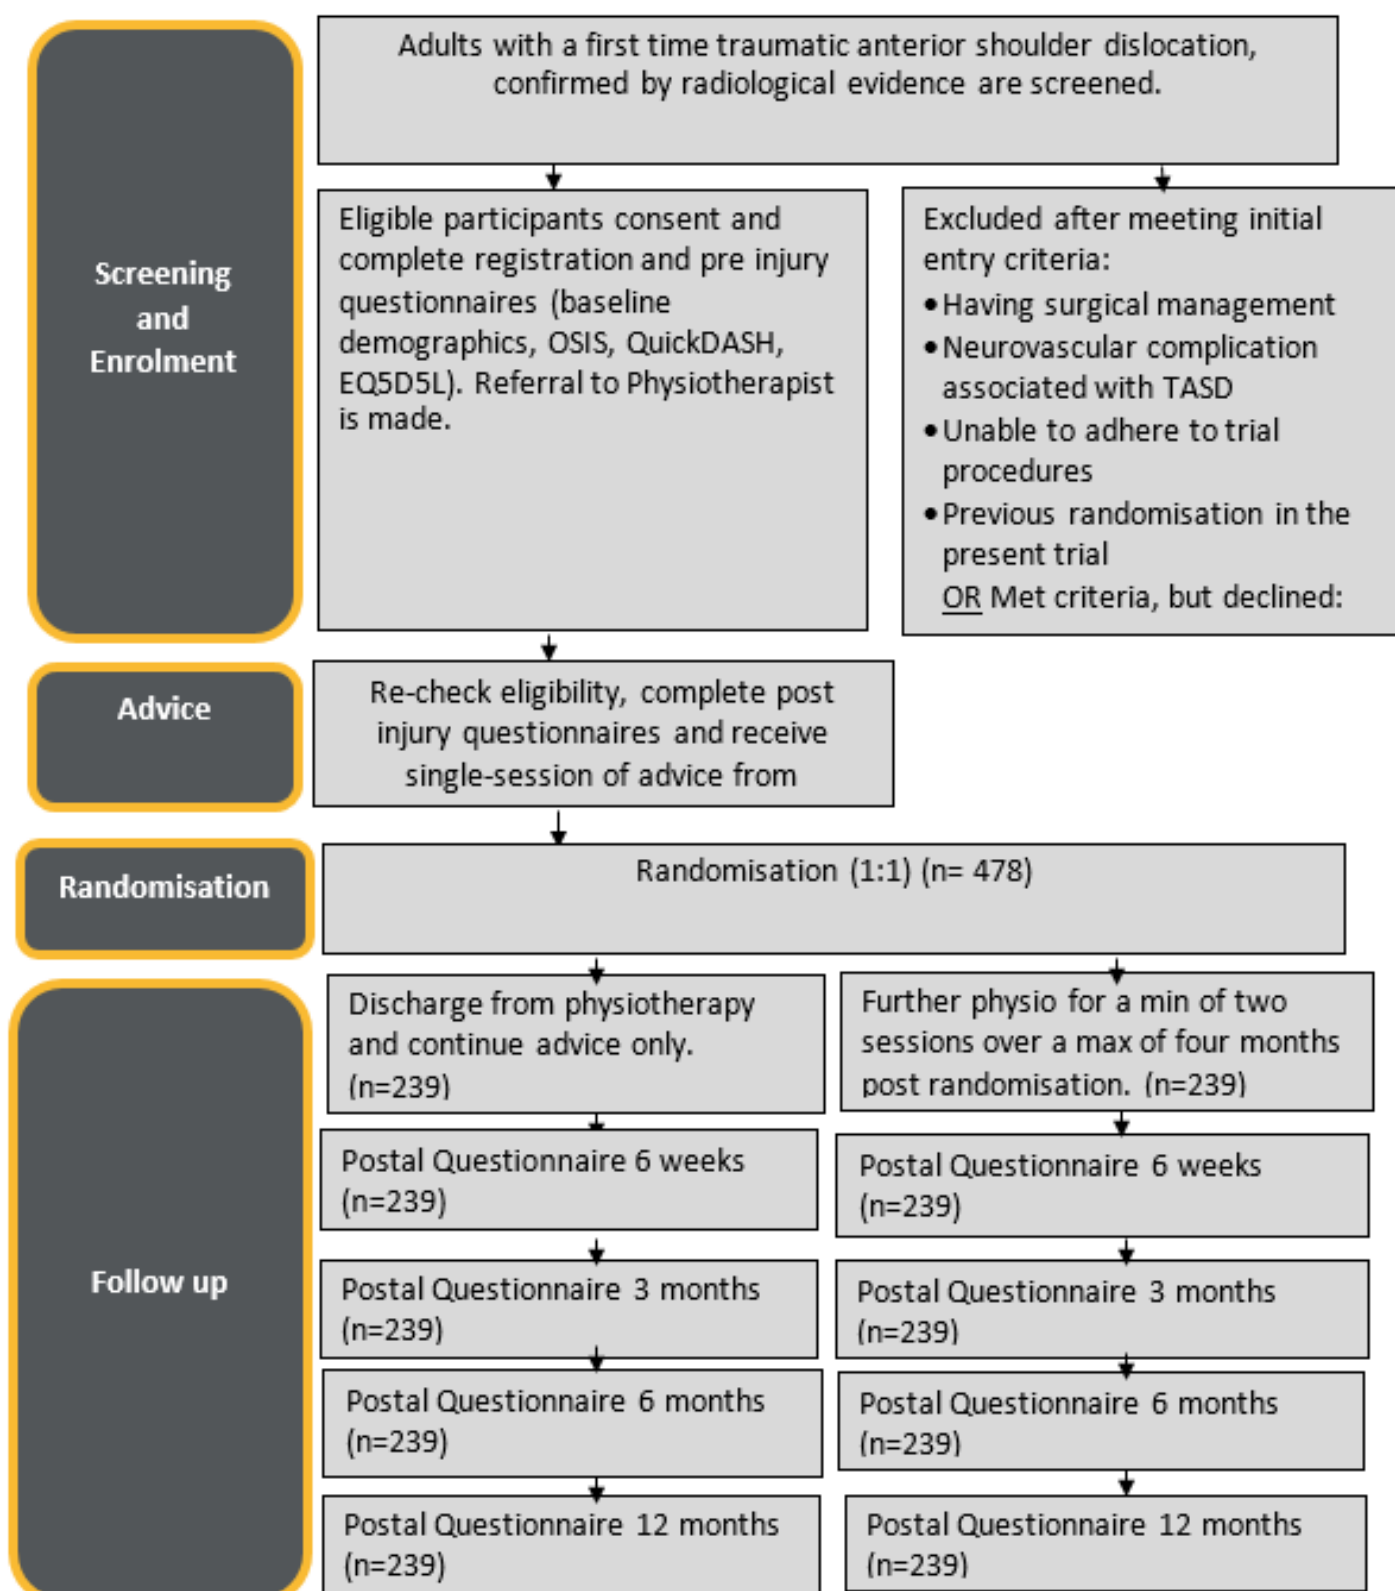 Adults with a first time traumatic anterior shoulder dislocation,
confirmed by radiological evidence are screened.
Screening
and
Enrolment
Eligible participants consent and
complete registration and pre injury
questionnaires (baseline
demographics, OSIS, QuickDASH,
EQ5D5L). Referral to Physiotherapist
is made.
Excluded after meeting initial
entry criteria:
•Having surgical management
•Neurovascular complication
associated with TASD
•Unable to adhere to trial
procedures
•Previous randomisation in the
present trial
OR Met criteria, but declined:
Advice
Re-check eligibility, complete post
injury questionnaires and receive
single-session of advice from
Randomisation
Randomisation (1:1) (n= 478)
Follow up
Discharge from physiotherapy
and continue advice only.
(n=239)
Further physio for a min of two
sessions over a max of four months
post randomisation. (n=239)
Postal Questionnaire 6 weeks
(n=239)
Postal Questionnaire 6 weeks
(n=239)
Postal Questionnaire 3 months
(n=239)
Postal Questionnaire 3 months
(n=239)
Postal Questionnaire 6 months
(n=239)
Postal Questionnaire 6 months
(n=239)
Postal Questionnaire 12 months
(n=239)
Postal Questionnaire 12 months
(n=239)